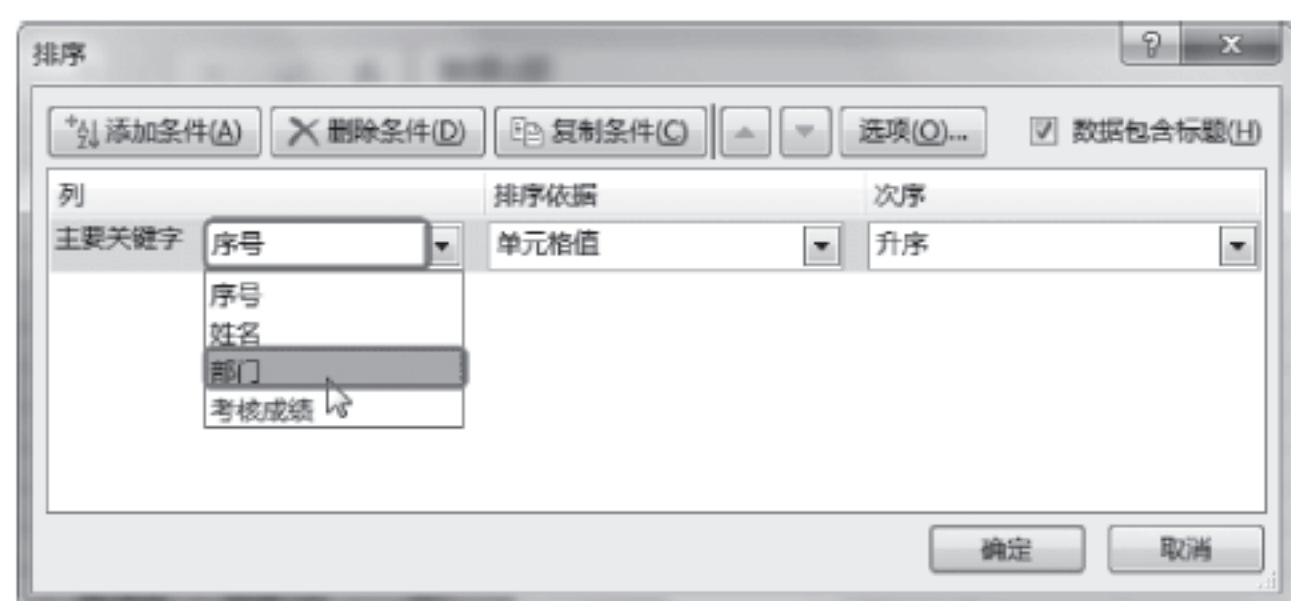 排序
添加条件(A) 删除条件(D) 复制条件(C) 选项(O)... 数据包含标题(H)
列 排序依据 次序
主要关键字 序号 单元格值 升序
序号
姓名
部门
考核成绩
确定 取消